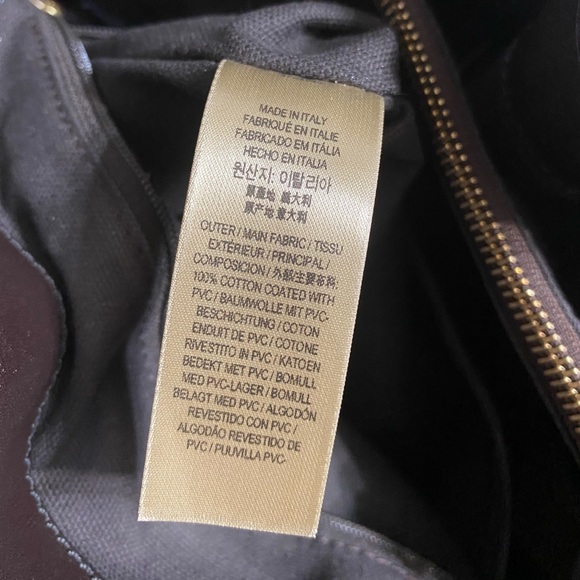 MADE IN ITALY
FABRIQUÉ EN ITALIE
FABRICADO EM ITÁLIA
HECHO EN ITALIA
원산지: 이탈리아
原產地: 義大利
原产地: 意大利
OUTER / MAIN FABRIC / TISSU
EXTÉRIEUR / PRINCIPAL /
COMPOSICION / 外部主要布料:
100% COTTON COATED WITH
PVC / BAUMWOLLE MIT PVC-
BESCHICHTUNG / COTON
ENDUIT DE PVC / COTONE
RIVESTITO IN PVC / KATOEN
BEDEKT MET PVC / BOMULL
MED PVC-LAGER / BOMULL
BELAGT MED PVC / ALGODÓN
REVESTIDO CON PVC /
ALGODÃO REVESTIDO DE
PVC / PUUVILLA PVC-